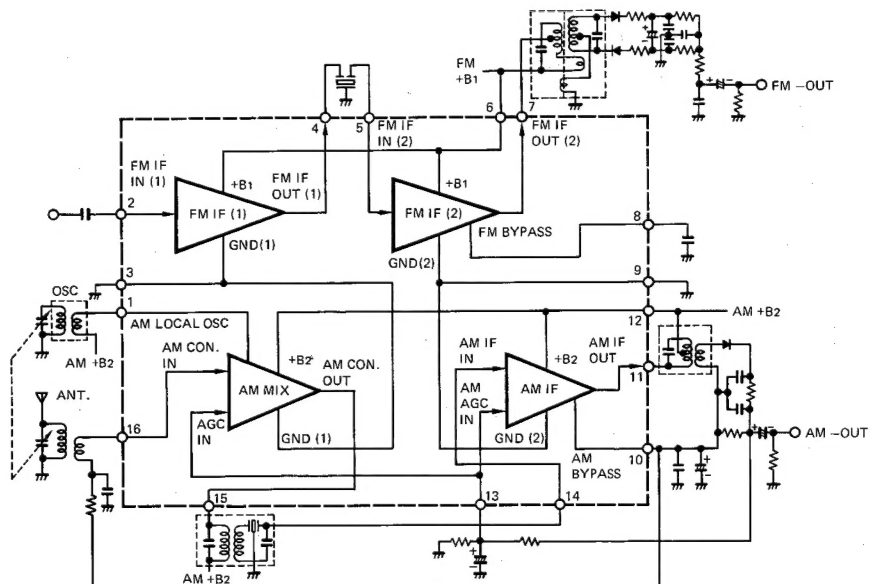 FM
+B1
FM –OUT
4
5
6
7
FM IF
IN (2)
FM IF
OUT (2)
FM IF
IN (1)
FM IF
OUT (1)
+B1
+B1
2
FM IF (1)
FM IF (2)
FM BYPASS
8
GND(1)
GND(2)
3
9
OSC
1
AM LOCAL OSC
12
AM +B2
AM +B2
AM CON.
IN
+B2
AM CON.
OUT
AM IF
IN
+B2
AM IF
OUT
11
ANT.
AM MIX
AM
AGC
IN
AM IF
AGC
IN
16
GND (1)
GND (2)
AM
BYPASS
10
AM –OUT
15
13
14
AM +B2